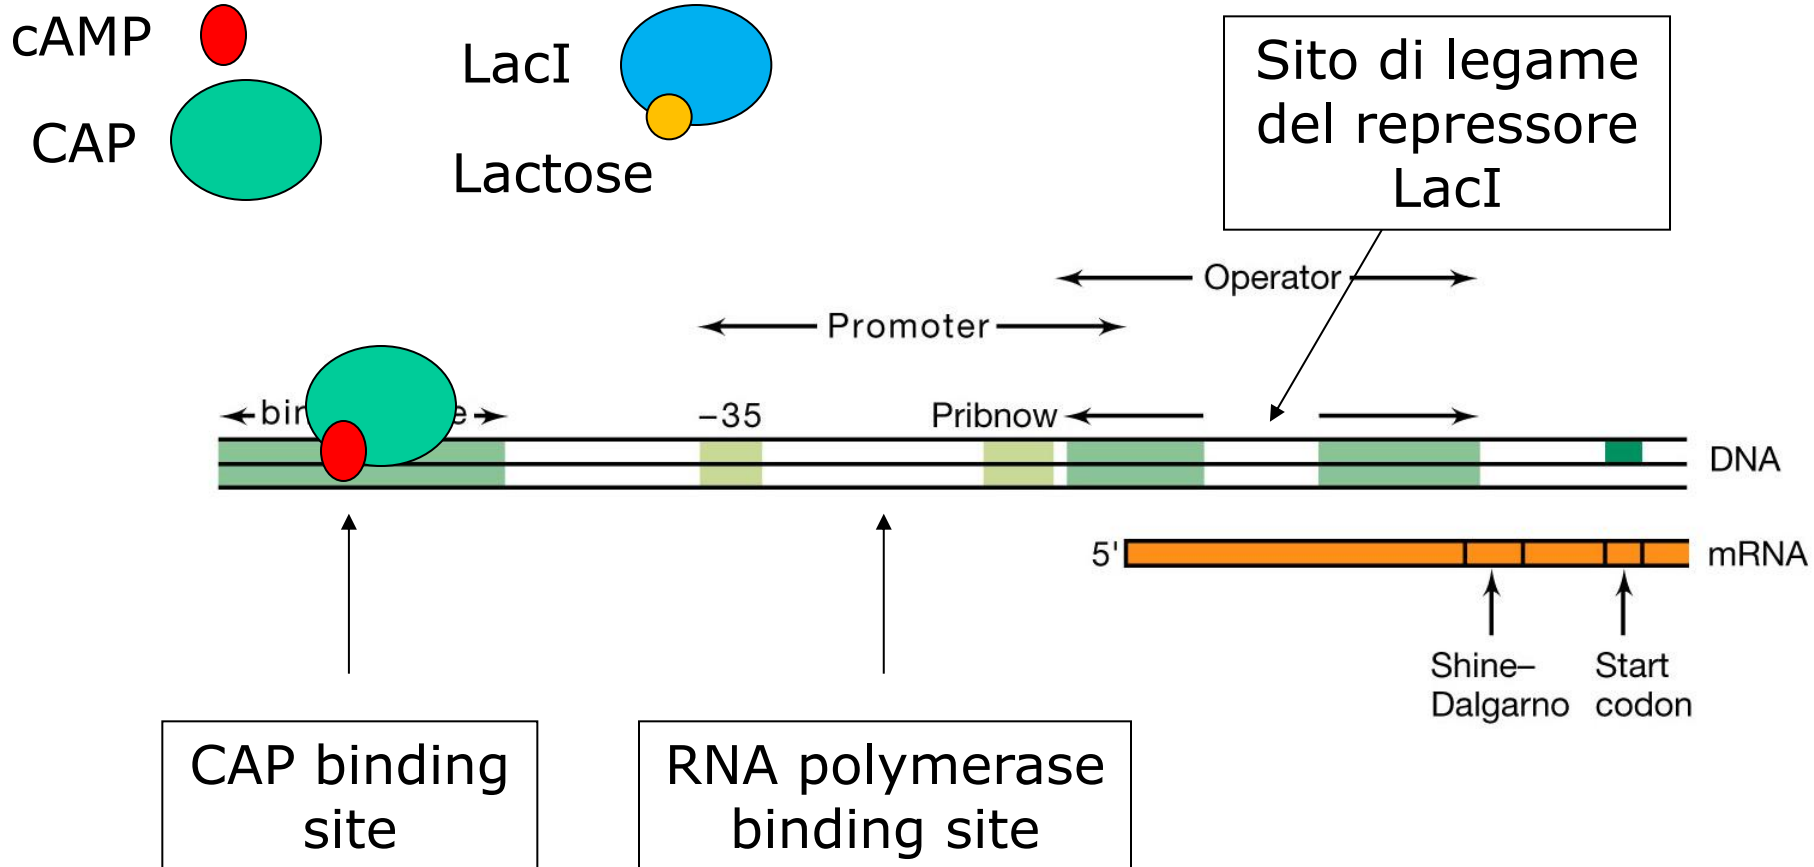 cAMP
CAP
LacI
Lactose
Sito di legame
del repressore
LacI
Operator
Promoter
–35
Pribnow
DNA
5'
mRNA
Shine–
Dalgarno
Start
codon
CAP binding
site
RNA polymerase
binding site